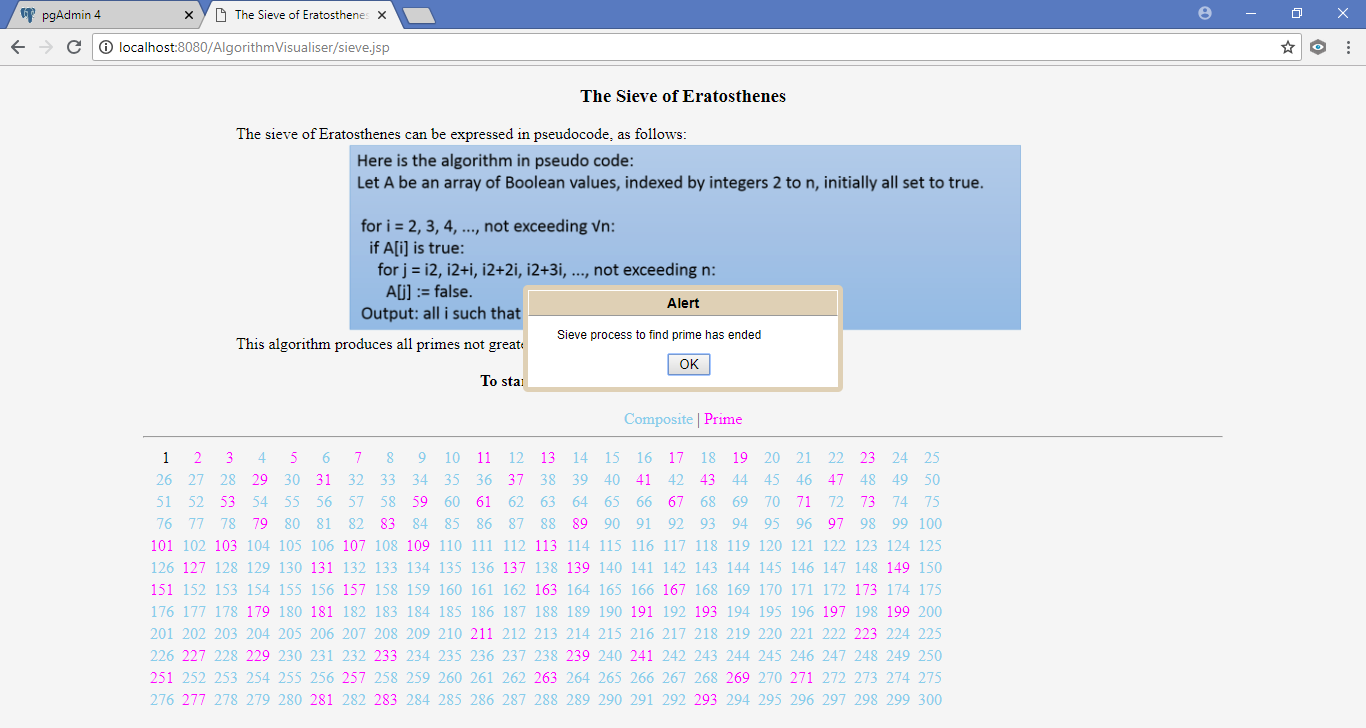 pgAdmin 4
The Sieve of Eratosthenes
localhost:8080/AlgorithmVisualiser/sieve.jsp
The Sieve of Eratosthenes
The sieve of Eratosthenes can be expressed in pseudocode, as follows:
Here is the algorithm in pseudo code:
Let A be an array of Boolean values, indexed by integers 2 to n, initially all set to true.
for i = 2, 3, 4, ..., not exceeding √n:
if A[i] is true:
for j = i2, i2+i, i2+2i, i2+3i, ..., not exceeding n:
A[j] := false.
Output: all i such that
This algorithm produces all primes not
To
Alert
Sieve process to find prime has ended
OK
Composite | Prime
1 2 3 4 5 6 7 8 9 10 11 12 13 14 15 16 17 18 19 20 21 22 23 24 25
26 27 28 29 30 31 32 33 34 35 36 37 38 39 40 41 42 43 44 45 46 47 48 49 50
51 52 53 54 55 56 57 58 59 60 61 62 63 64 65 66 67 68 69 70 71 72 73 74 75
76 77 78 79 80 81 82 83 84 85 86 87 88 89 90 91 92 93 94 95 96 97 98 99 100
101 102 103 104 105 106 107 108 109 110 111 112 113 114 115 116 117 118 119 120 121 122 123 124 125
126 127 128 129 130 131 132 133 134 135 136 137 138 139 140 141 142 143 144 145 146 147 148 149 150
151 152 153 154 155 156 157 158 159 160 161 162 163 164 165 166 167 168 169 170 171 172 173 174 175
176 177 178 179 180 181 182 183 184 185 186 187 188 189 190 191 192 193 194 195 196 197 198 199 200
201 202 203 204 205 206 207 208 209 210 211 212 213 214 215 216 217 218 219 220 221 222 223 224 225
226 227 228 229 230 231 232 233 234 235 236 237 238 239 240 241 242 243 244 245 246 247 248 249 250
251 252 253 254 255 256 257 258 259 260 261 262 263 264 265 266 267 268 269 270 271 272 273 274 275
276 277 278 279 280 281 282 283 284 285 286 287 288 289 290 291 292 293 294 295 296 297 298 299 300